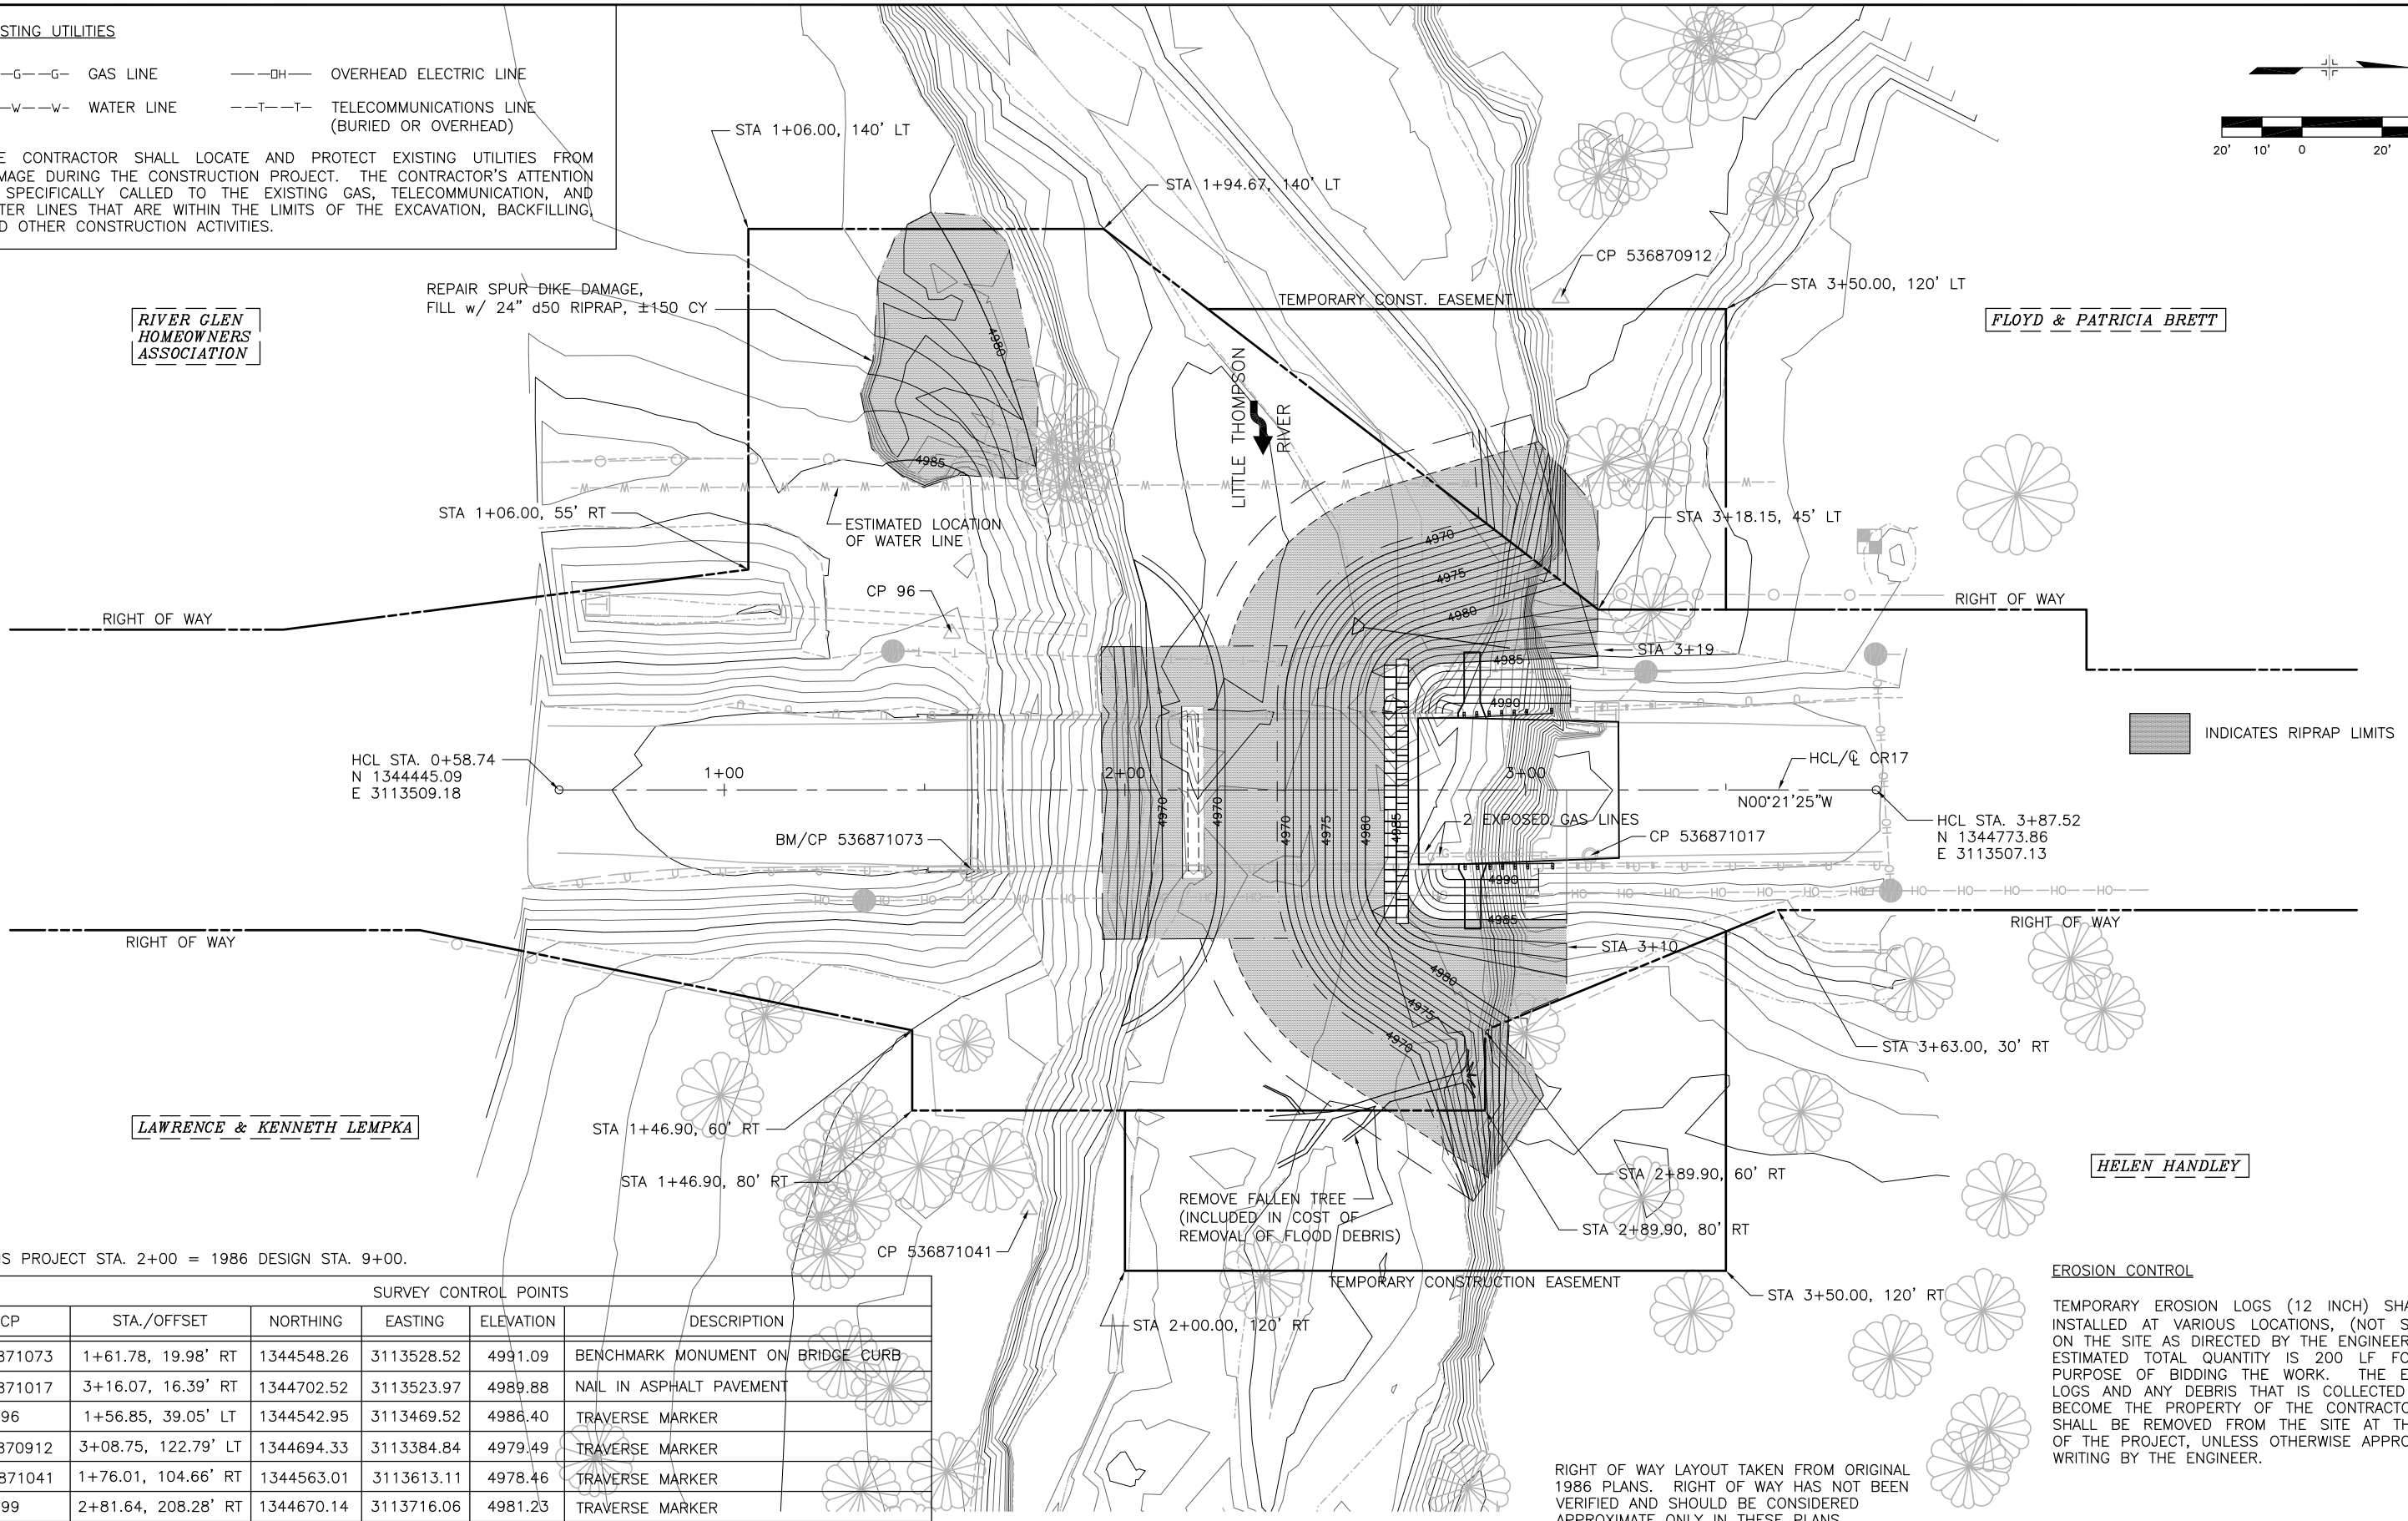 STING UTILITIES
—G——G— GAS LINE
——OH—— OVERHEAD ELECTRIC LINE
—W——W— WATER LINE
——T——T— TELECOMMUNICATIONS LINE
(BURIED OR OVERHEAD)
E CONTRACTOR SHALL LOCATE AND PROTECT EXISTING UTILITIES FROM
MAGE DURING THE CONSTRUCTION PROJECT. THE CONTRACTOR'S ATTENTION
SPECIFICALLY CALLED TO THE EXISTING GAS, TELECOMMUNICATION, AND
TER LINES THAT ARE WITHIN THE LIMITS OF THE EXCAVATION, BACKFILLING,
D OTHER CONSTRUCTION ACTIVITIES.
20' 10' 0 20'
STA 1+06.00, 140' LT
STA 1+94.67, 140' LT
CP 536870912
STA 3+50.00, 120' LT
TEMPORARY CONST. EASEMENT
REPAIR SPUR DIKE DAMAGE,
FILL w/ 24" d50 RIPRAP, ±150 CY
RIVER GLEN
HOMEOWNERS
ASSOCIATION
FLOYD & PATRICIA BRETT
4980
LITTLE THOMPSON
RIVER
4985
STA 1+06.00, 55' RT
ESTIMATED LOCATION
OF WATER LINE
STA 3+18.15, 45' LT
4970
4975
4980
CP 96
RIGHT OF WAY
RIGHT OF WAY
STA 3+19
4985
4990
INDICATES RIPRAP LIMITS
HCL STA. 0+58.74
N 1344445.09
E 3113509.18
1+00
2+00
3+00
HCL/℄ CR17
N00°21'25"W
4970
4970
4970
4975
4980
4985
2 EXPOSED GAS LINES
CP 536871017
HCL STA. 3+87.52
N 1344773.86
E 3113507.13
BM/CP 536871073
4990
4985
RIGHT OF WAY
RIGHT OF WAY
STA 3+10
4980
4975
4970
STA 3+63.00, 30' RT
LAWRENCE & KENNETH LEMPKA
STA 1+46.90, 60' RT
STA 1+46.90, 80' RT
HELEN HANDLEY
STA 2+89.90, 60' RT
REMOVE FALLEN TREE
(INCLUDED IN COST OF
REMOVAL OF FLOOD DEBRIS)
STA 2+89.90, 80' RT
CP 536871041
TEMPORARY CONSTRUCTION EASEMENT
STA 3+50.00, 120' RT
STA 2+00.00, 120' RT
IS PROJECT STA. 2+00 = 1986 DESIGN STA. 9+00.
SURVEY CONTROL POINTS
CP STA./OFFSET NORTHING EASTING ELEVATION DESCRIPTION
871073 1+61.78, 19.98' RT 1344548.26 3113528.52 4991.09 BENCHMARK MONUMENT ON BRIDGE CURB
871017 3+16.07, 16.39' RT 1344702.52 3113523.97 4989.88 NAIL IN ASPHALT PAVEMENT
96 1+56.85, 39.05' LT 1344542.95 3113469.52 4986.40 TRAVERSE MARKER
870912 3+08.75, 122.79' LT 1344694.33 3113384.84 4979.49 TRAVERSE MARKER
871041 1+76.01, 104.66' RT 1344563.01 3113613.11 4978.46 TRAVERSE MARKER
99 2+81.64, 208.28' RT 1344670.14 3113716.06 4981.23 TRAVERSE MARKER
EROSION CONTROL
TEMPORARY EROSION LOGS (12 INCH) SHA
INSTALLED AT VARIOUS LOCATIONS, (NOT S
ON THE SITE AS DIRECTED BY THE ENGINEER
ESTIMATED TOTAL QUANTITY IS 200 LF FO
PURPOSE OF BIDDING THE WORK. THE E
LOGS AND ANY DEBRIS THAT IS COLLECTED
BECOME THE PROPERTY OF THE CONTRACTO
SHALL BE REMOVED FROM THE SITE AT TH
OF THE PROJECT, UNLESS OTHERWISE APPRO
WRITING BY THE ENGINEER.
RIGHT OF WAY LAYOUT TAKEN FROM ORIGINAL
1986 PLANS. RIGHT OF WAY HAS NOT BEEN
VERIFIED AND SHOULD BE CONSIDERED
APPROXIMATE ONLY IN THESE PLANS